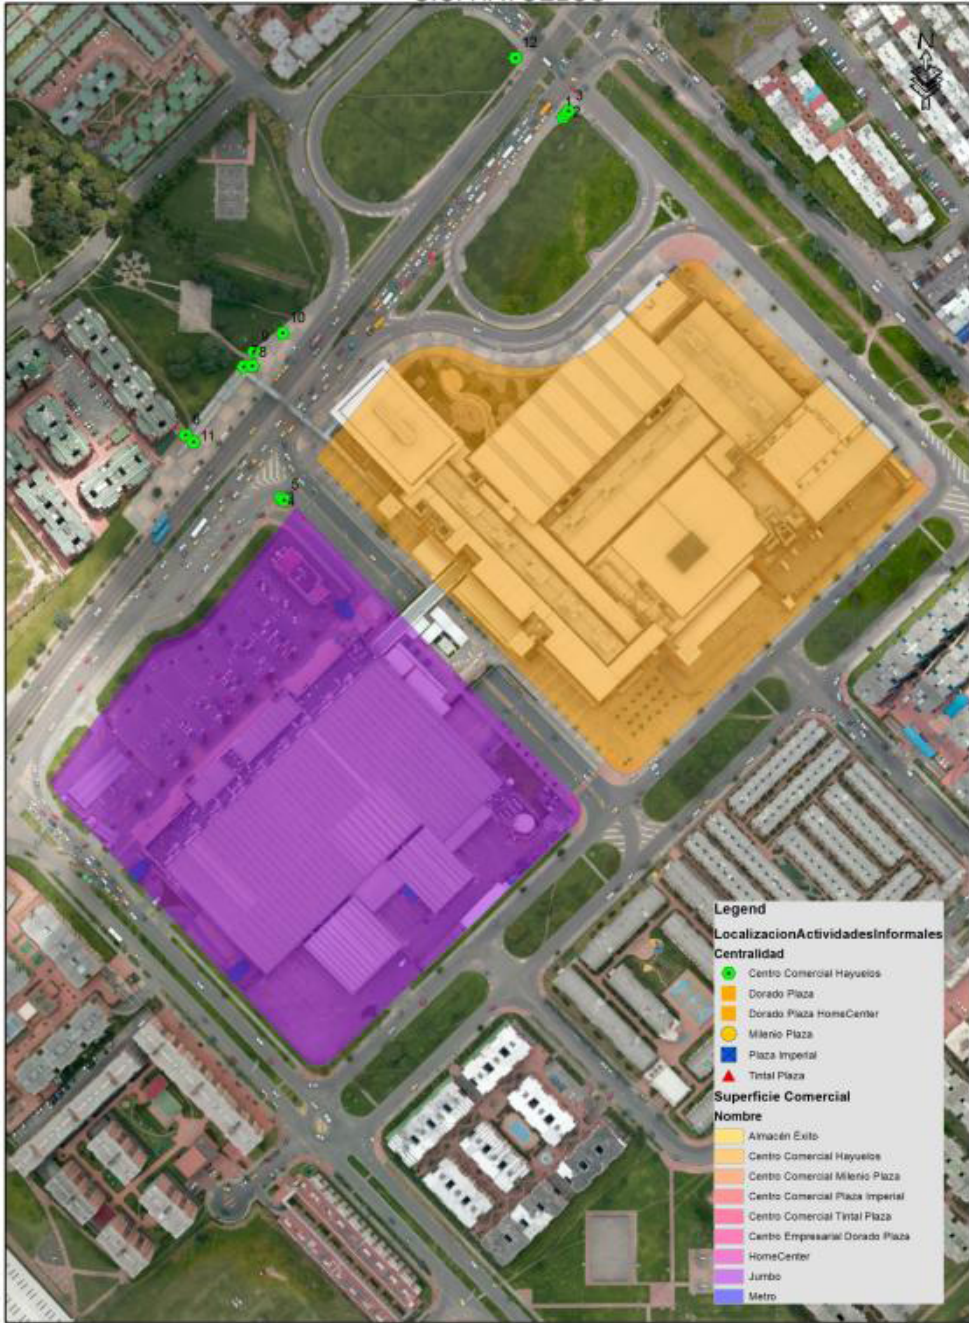 N
12
3
1
2
10
9
8
6
11
5
4
Legend
LocalizacionActividadesInformales
Centralidad
Centro Comercial Hayuelos
Dorado Plaza
Dorado Plaza HomeCenter
Milenio Plaza
Plaza Imperial
Tintal Plaza
Superficie Comercial
Nombre
Almacén Exito
Centro Comercial Hayuelos
Centro Comercial Milenio Plaza
Centro Comercial Plaza Imperial
Centro Comercial Tintal Plaza
Centro Empresarial Dorado Plaza
HomeCenter
Jumbo
Metro